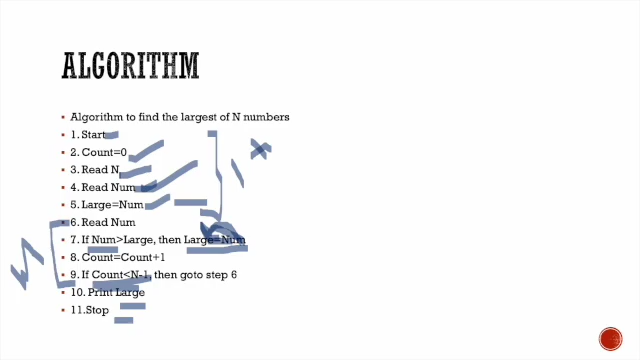 ALGORITHM
Algorithm to find the largest of N numbers
1. Start
2. Count=0
3. Read N
4. Read Num
5. Large=Num
6. Read Num
7. If Num>Large, then Large=Num
8. Count=Count+1
9. If Count<N-1, then goto step 6
10. Print Large
11.Stop